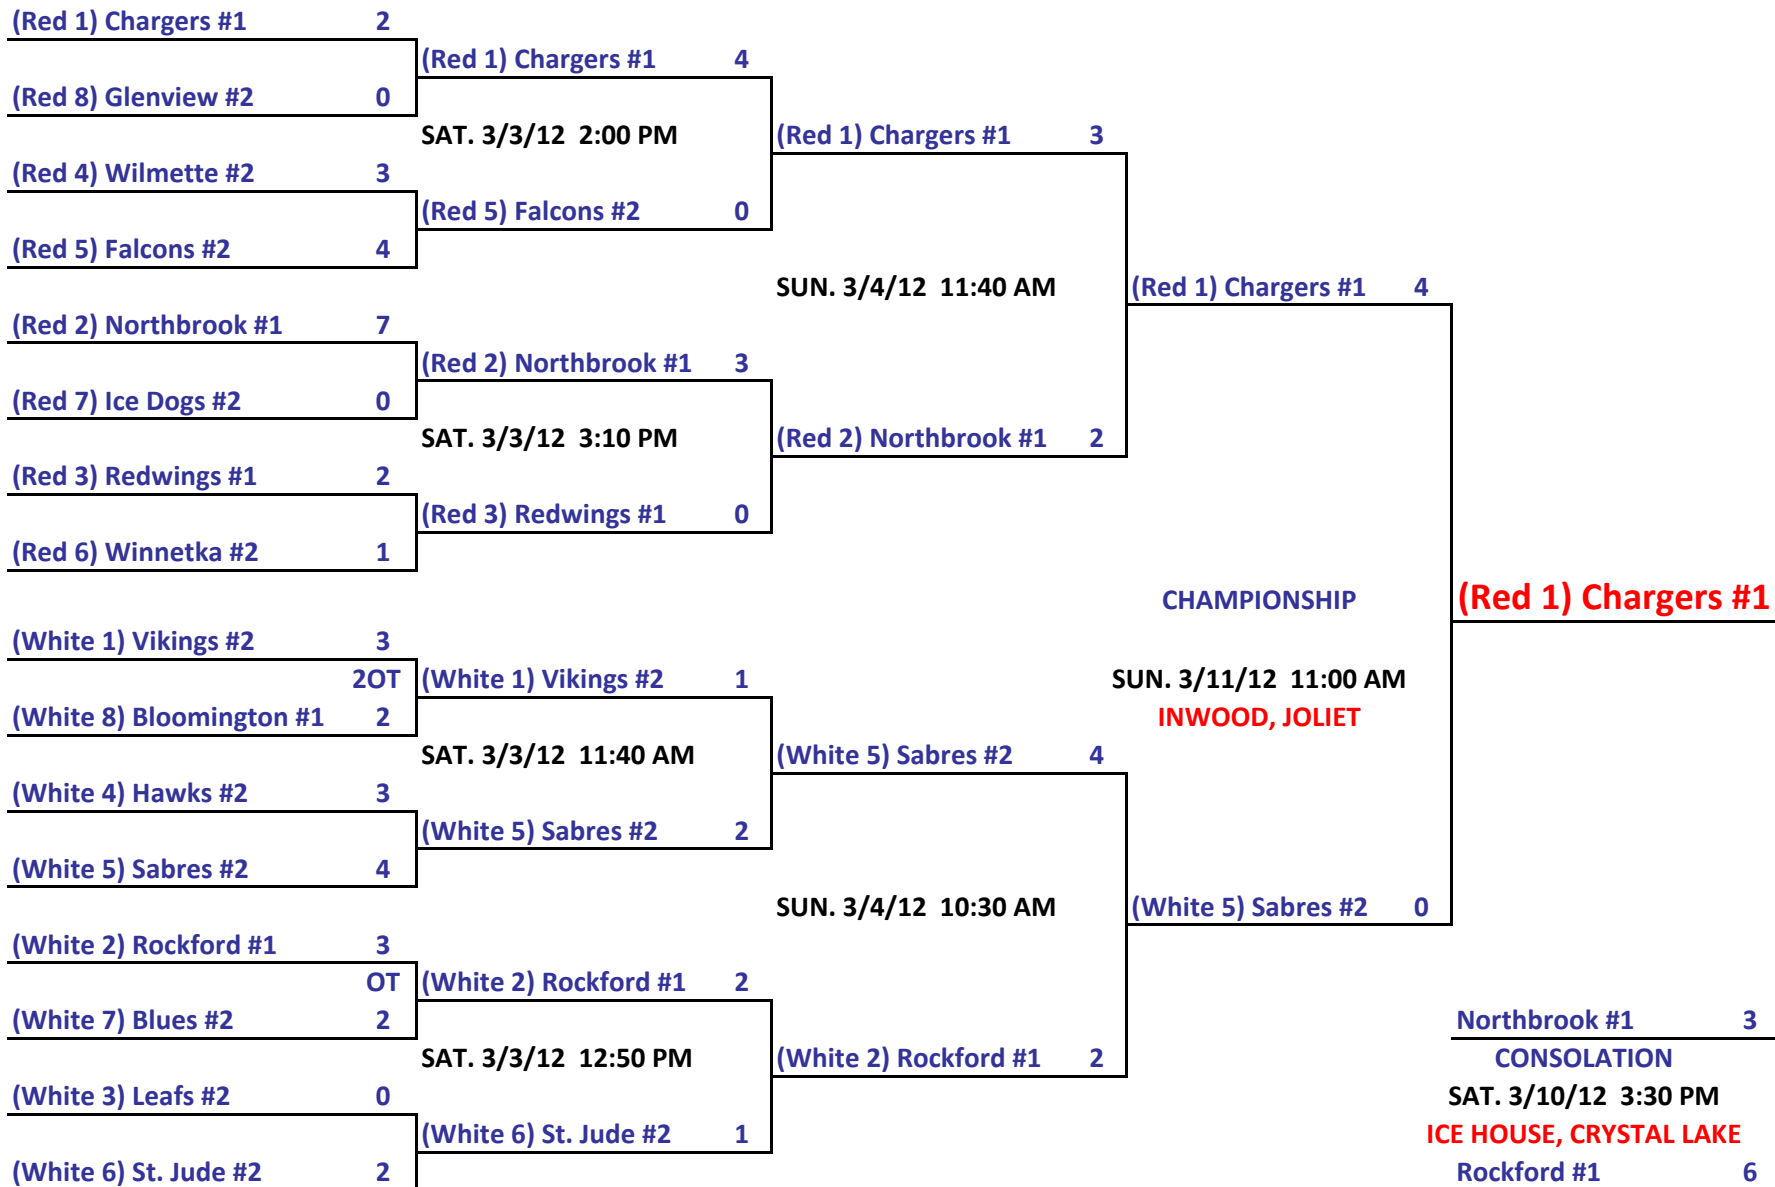 (Red 1) Chargers #1 2
(Red 1) Chargers #1 4
(Red 8) Glenview #2 0
SAT. 3/3/12 2:00 PM
(Red 1) Chargers #1 3
(Red 4) Wilmette #2 3
(Red 5) Falcons #2 0
(Red 5) Falcons #2 4
SUN. 3/4/12 11:40 AM
(Red 1) Chargers #1 4
(Red 2) Northbrook #1 7
(Red 2) Northbrook #1 3
(Red 7) Ice Dogs #2 0
SAT. 3/3/12 3:10 PM
(Red 2) Northbrook #1 2
(Red 3) Redwings #1 2
(Red 3) Redwings #1 0
(Red 6) Winnetka #2 1
CHAMPIONSHIP
(Red 1) Chargers #1
(White 1) Vikings #2 3
2OT
(White 1) Vikings #2 1
SUN. 3/11/12 11:00 AM
(White 8) Bloomington #1 2
INWOOD, JOLIET
SAT. 3/3/12 11:40 AM
(White 5) Sabres #2 4
(White 4) Hawks #2 3
(White 5) Sabres #2 2
(White 5) Sabres #2 4
SUN. 3/4/12 10:30 AM
(White 5) Sabres #2 0
(White 2) Rockford #1 3
OT
(White 2) Rockford #1 2
(White 7) Blues #2 2
Northbrook #1 3
SAT. 3/3/12 12:50 PM
(White 2) Rockford #1 2
CONSOLATION
(White 3) Leafs #2 0
SAT. 3/10/12 3:30 PM
(White 6) St. Jude #2 1
ICE HOUSE, CRYSTAL LAKE
(White 6) St. Jude #2 2
Rockford #1 6